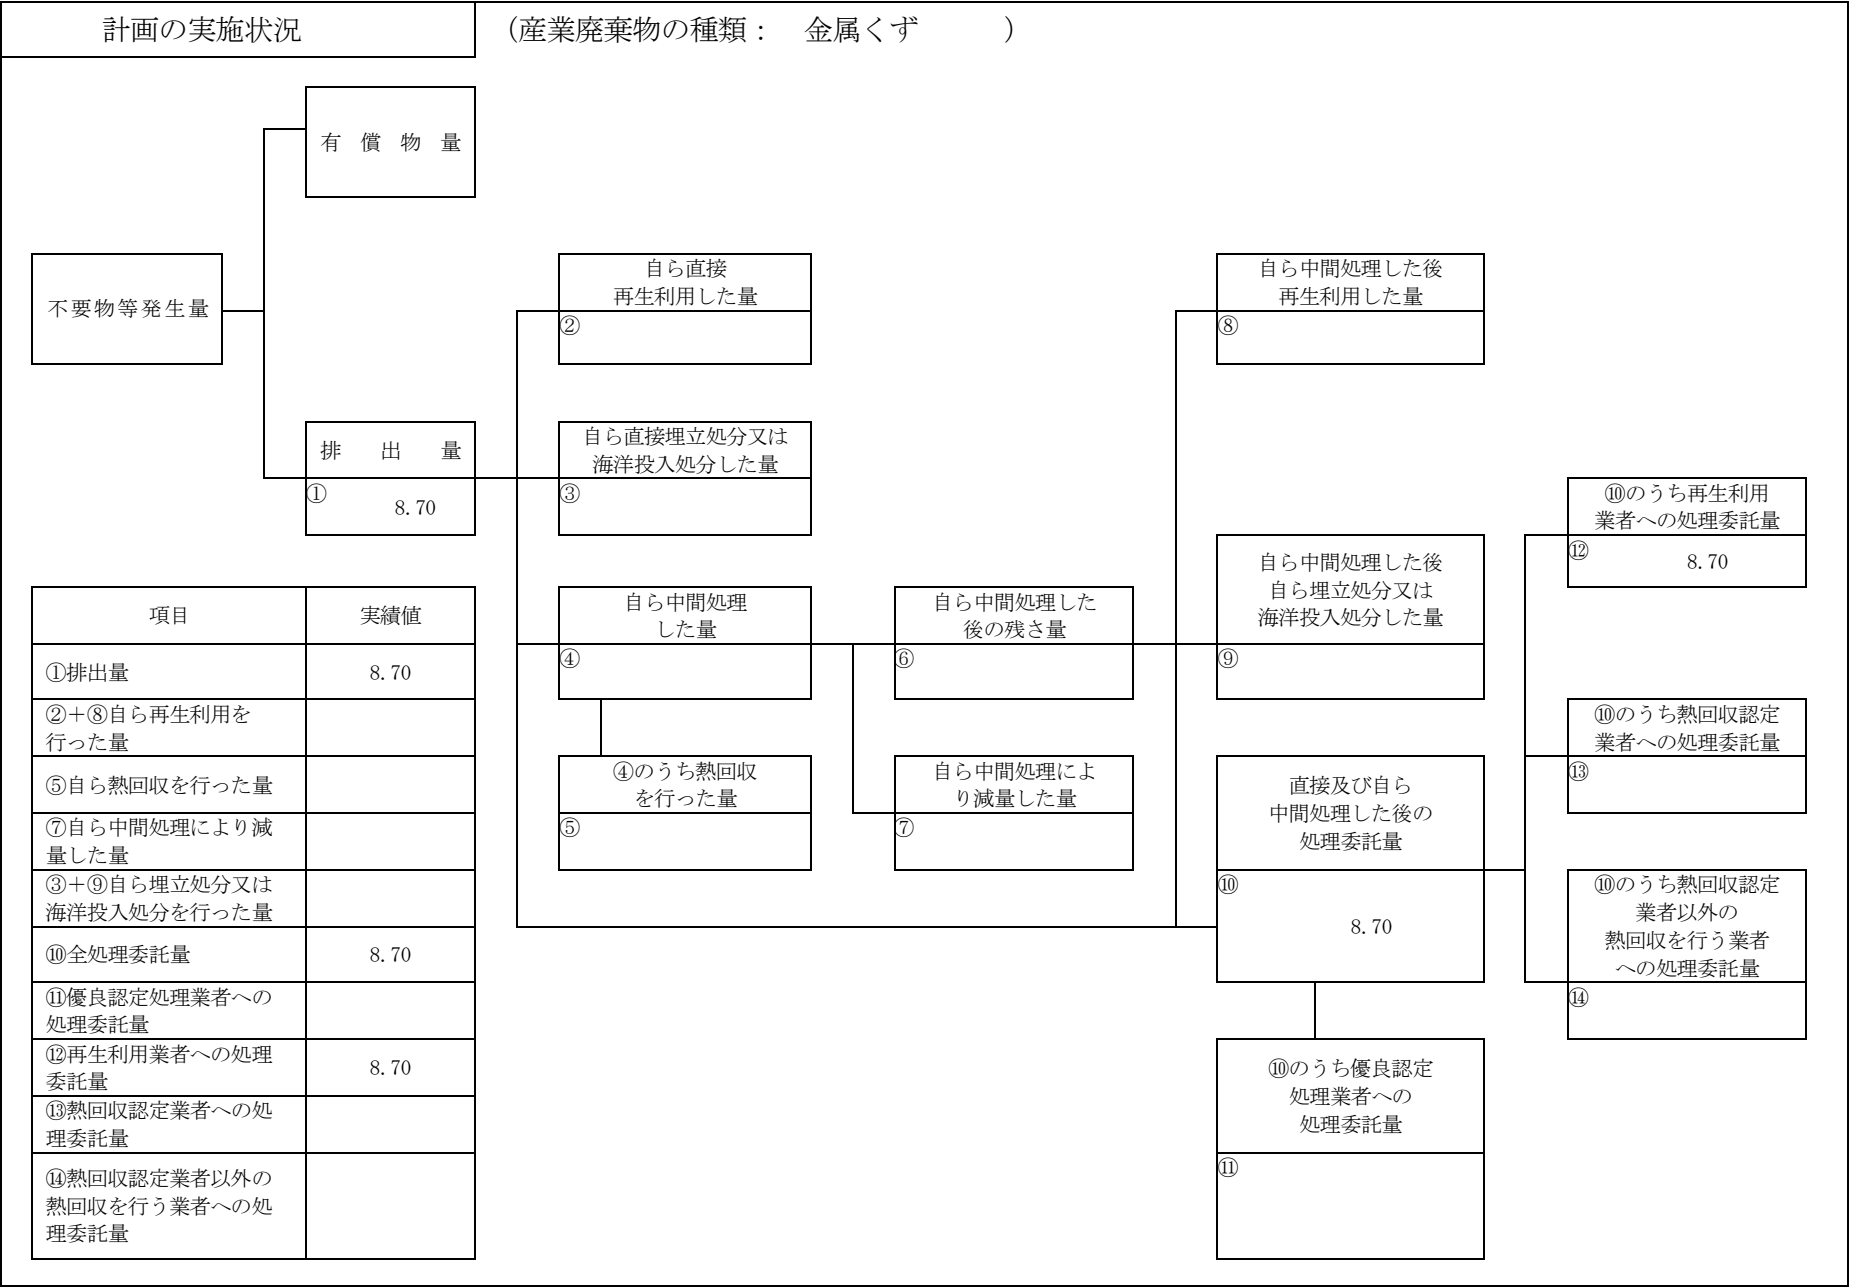 計画の実施状況
（産業廃棄物の種類：　金属くず　　　）
有　償　物　量
不要物等発生量
自ら直接
再生利用した量
②
自ら中間処理した後
再生利用した量
⑧
排　出　量
①
8.70
自ら直接埋立処分又は
海洋投入処分した量
③
⑩のうち再生利用
業者への処理委託量
⑫
8.70
自ら中間処理した後
自ら埋立処分又は
海洋投入処分した量
⑨
自ら中間処理
した量
④
自ら中間処理した
後の残さ量
⑥
⑩のうち熱回収認定
業者への処理委託量
⑬
④のうち熱回収
を行った量
⑤
自ら中間処理によ
り減量した量
⑦
直接及び自ら
中間処理した後の
処理委託量
⑩
8.70
⑩のうち熱回収認定
業者以外の
熱回収を行う業者
への処理委託量
⑭
⑩のうち優良認定
処理業者への
処理委託量
⑪
項目　実績値
①排出量　8.70
②＋⑧自ら再生利用を
行った量
⑤自ら熱回収を行った量
⑦自ら中間処理により減
量した量
③＋⑨自ら埋立処分又は
海洋投入処分を行った量
⑩全処理委託量　8.70
⑪優良認定処理業者への
処理委託量
⑫再生利用業者への処理
委託量　8.70
⑬熱回収認定業者への処
理委託量
⑭熱回収認定業者以外の
熱回収を行う業者への処
理委託量